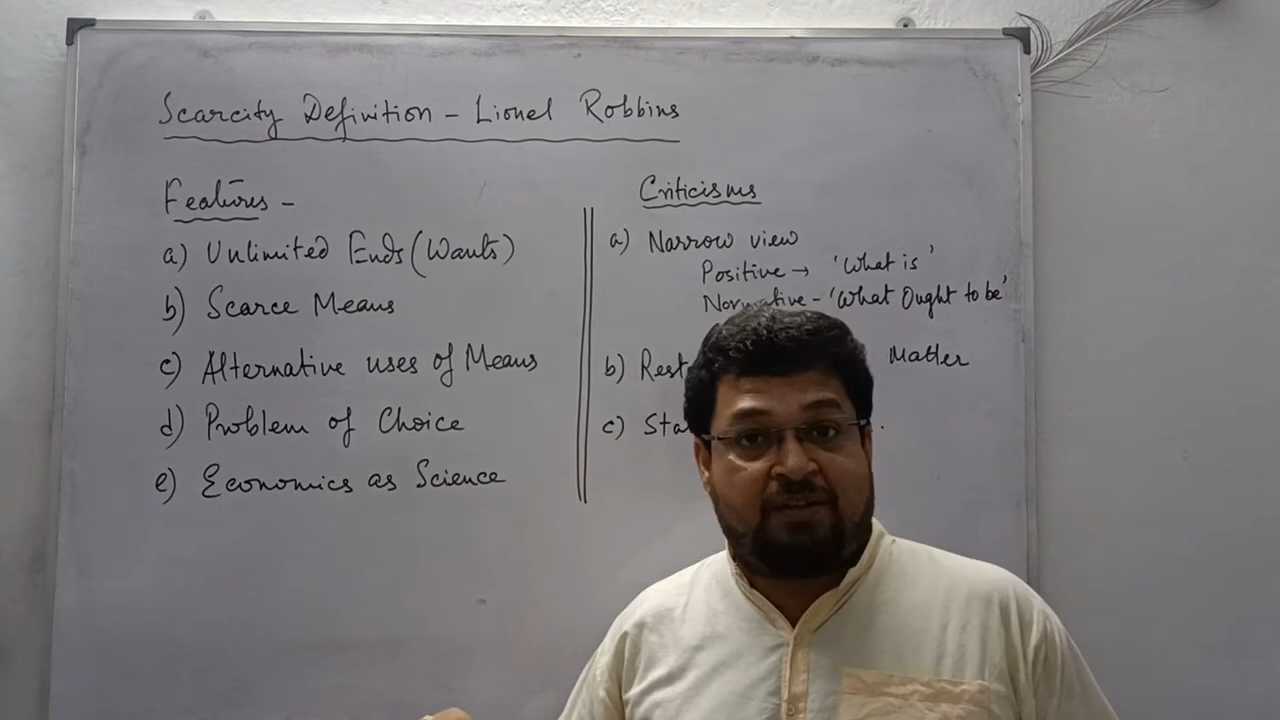 Scarcity Definition - Lionel Robbins
Features -
a) Unlimited Ends (Wants)
b) Scarce Means
c) Alternative uses of Means
d) Problem of Choice
e) Economics as Science
Criticisms
a) Narrow view
Positive → 'What is'
Normative - 'What Ought to be'
b) Rest Matter
c) Sta